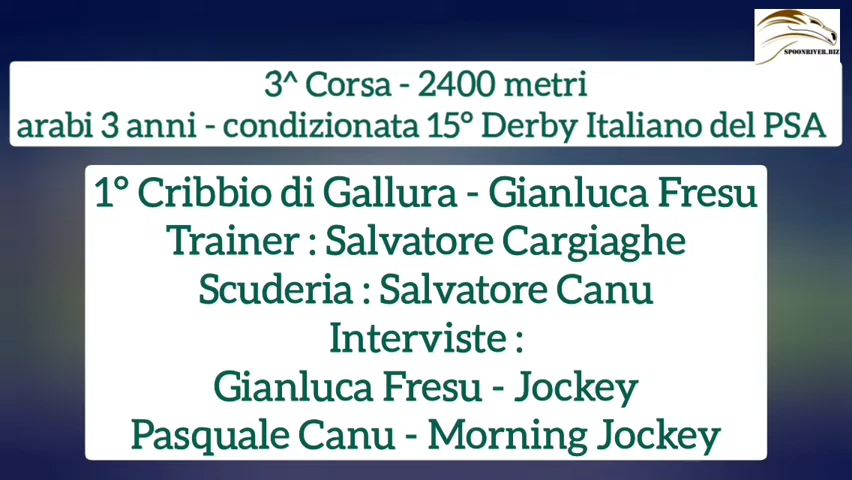 SPOONRIVER.BIZ
3^ Corsa - 2400 metri
arabi 3 anni - condizionata 15° Derby Italiano del PSA
1° Cribbio di Gallura - Gianluca Fresu
Trainer : Salvatore Cargiaghe
Scuderia : Salvatore Canu
Interviste :
Gianluca Fresu - Jockey
Pasquale Canu - Morning Jockey